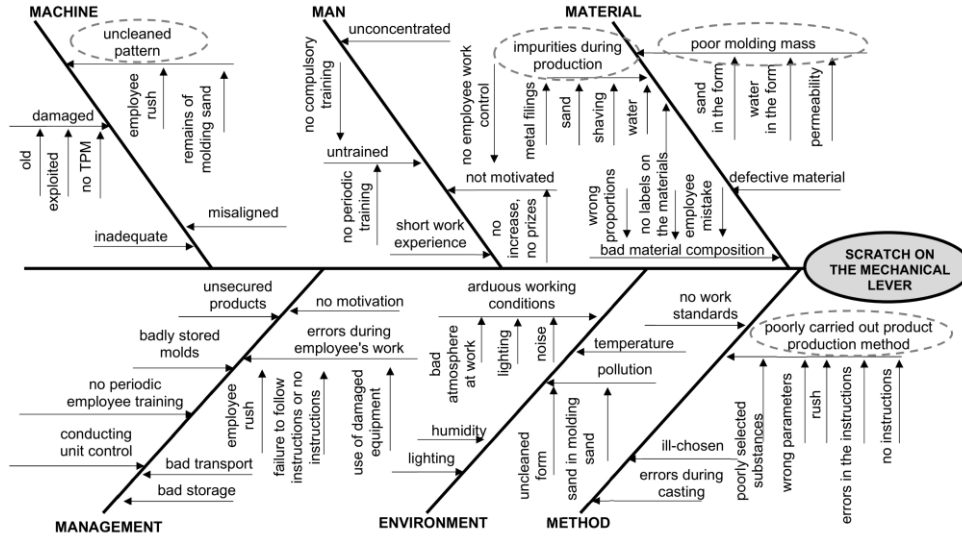 MACHINE
MAN
MATERIAL
uncleaned
pattern
employee
rush
remains of
molding sand
damaged
old
exploited
no TPM
misaligned
inadequate
unconcentrated
no compulsory
training
untrained
no periodic
training
no employee work
control
not motivated
short work
experience
no
increase,
no prizes
impurities during
production
metal filings
sand
shaving
water
poor molding mass
sand
in the form
water
in the form
permeability
wrong
proportions
no labels on
the materials
employee
mistake
defective material
bad material composition
SCRATCH ON
THE MECHANICAL
LEVER
unsecured
products
no motivation
badly stored
molds
errors during
employee's work
employee
rush
failure to follow
instructions or no
instructions
use of damaged
equipment
no periodic
employee training
conducting
unit control
bad transport
bad storage
MANAGEMENT
arduous working
conditions
bad
atmosphere
at work
lighting
noise
temperature
pollution
uncleaned
form
sand in molding
sand
humidity
lighting
ENVIRONMENT
no work
standards
poorly carried out product
production method
poorly selected
substances
wrong parameters
rush
errors in the instructions
no instructions
ill-chosen
errors during
casting
METHOD